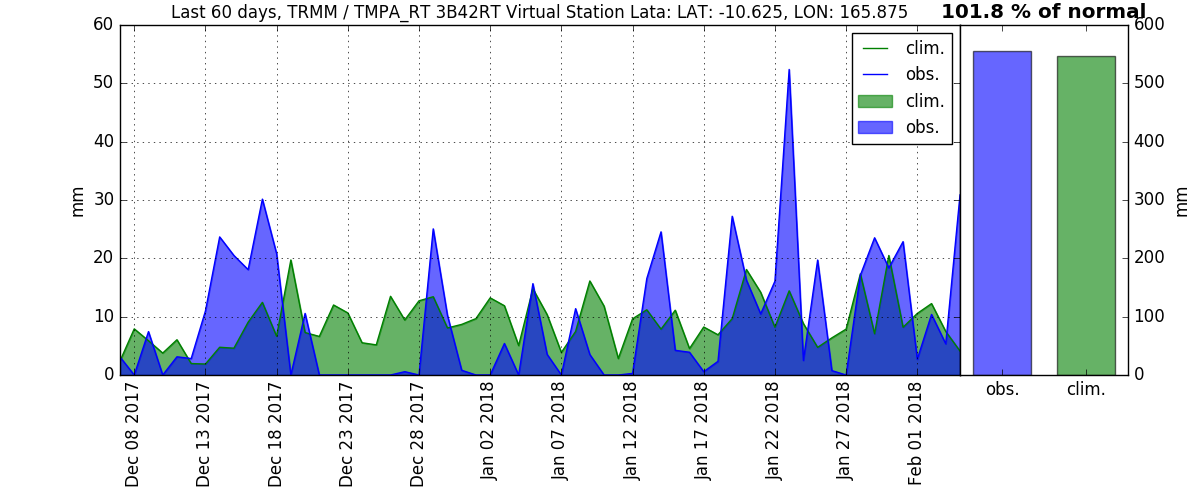 Last 60 days, TRMM / TMPA_RT 3B42RT Virtual Station Lata: LAT: -10.625, LON: 165.875
101.8 % of normal
60
50
40
30
20
10
0
mm
clim.
obs.
clim.
obs.
600
500
400
300
200
100
0
mm
Dec 08 2017
Dec 13 2017
Dec 18 2017
Dec 23 2017
Dec 28 2017
Jan 02 2018
Jan 07 2018
Jan 12 2018
Jan 17 2018
Jan 22 2018
Jan 27 2018
Feb 01 2018
obs.
clim.